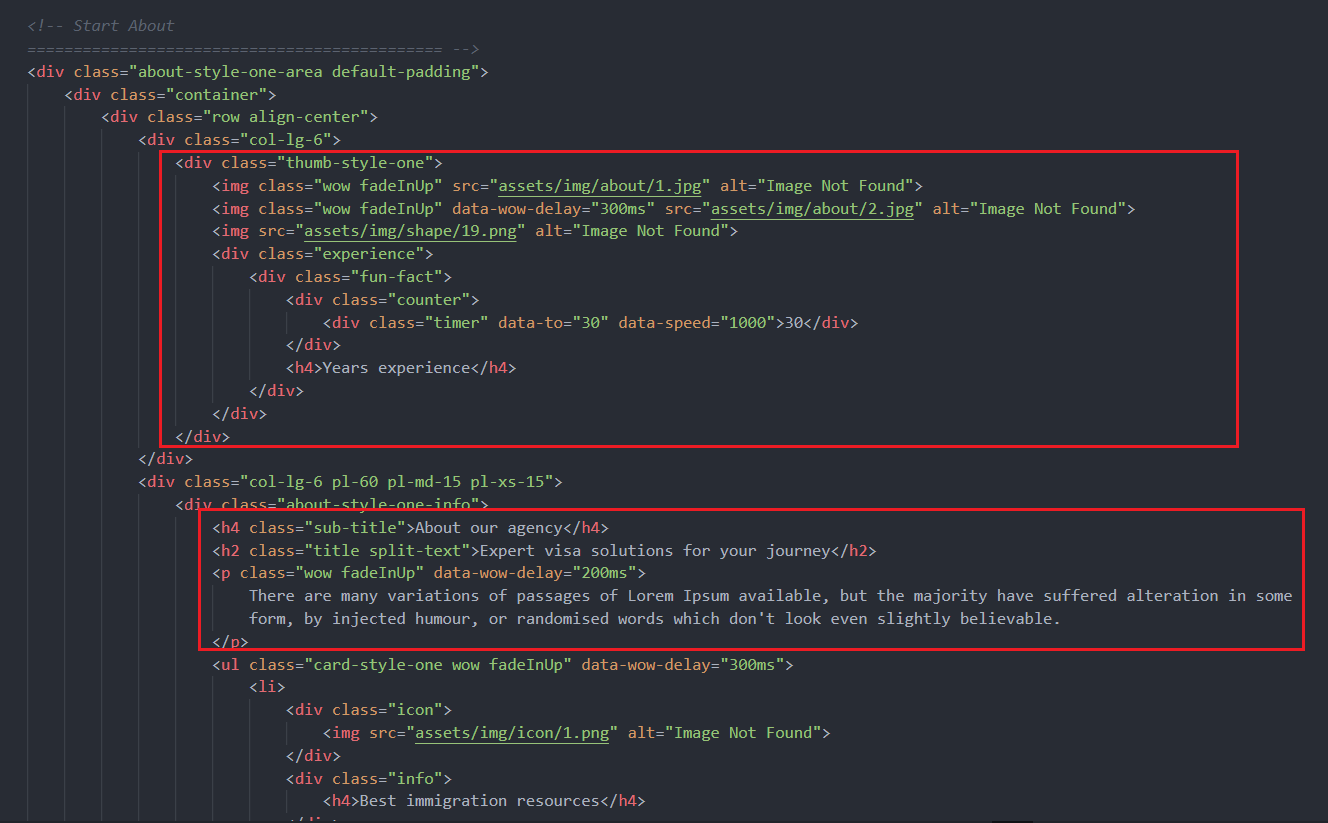 <!-- Start About
============================================= -->
<div class="about-style-one-area default-padding">
<div class="container">
<div class="row align-center">
<div class="col-lg-6">
<div class="thumb-style-one">
<img class="wow fadeInUp" src="assets/img/about/1.jpg" alt="Image Not Found">
<img class="wow fadeInUp" data-wow-delay="300ms" src="assets/img/about/2.jpg" alt="Image Not Found">
<img src="assets/img/shape/19.png" alt="Image Not Found">
<div class="experience">
<div class="fun-fact">
<div class="counter">
<div class="timer" data-to="30" data-speed="1000">30</div>
</div>
<h4>Years experience</h4>
</div>
</div>
</div>
</div>
<div class="col-lg-6 pl-60 pl-md-15 pl-xs-15">
<div class="about-style-one-info">
<h4 class="sub-title">About our agency</h4>
<h2 class="title split-text">Expert visa solutions for your journey</h2>
<p class="wow fadeInUp" data-wow-delay="200ms">
There are many variations of passages of Lorem Ipsum available, but the majority have suffered alteration in some
form, by injected humour, or randomised words which don't look even slightly believable.
</p>
<ul class="card-style-one wow fadeInUp" data-wow-delay="300ms">
<li>
<div class="icon">
<img src="assets/img/icon/1.png" alt="Image Not Found">
</div>
<div class="info">
<h4>Best immigration resources</h4>